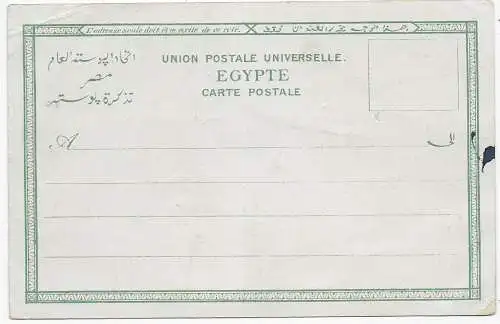 L'adresse seule doit être écrite de ce côté.
UNION POSTALE UNIVERSELLE.
EGYPTE
CARTE POSTALE
اتحاد البوستة العام
مصر
تذكرة بوستة
A
الى